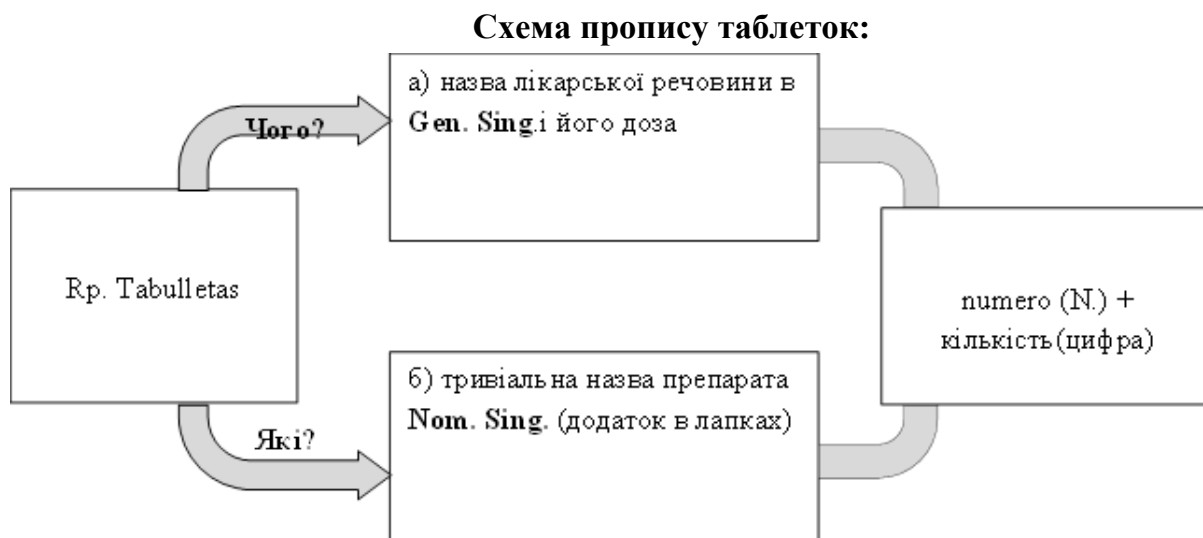 Схема пропису таблеток:
а) назва лікарської речовини в
Gen. Sing.і його доза
Чого?
Rp. Tabulletas
numero (N.) +
кількість(цифра)
б) тривіальна назва препарата
Nom. Sing. (додаток в лапках)
Які?